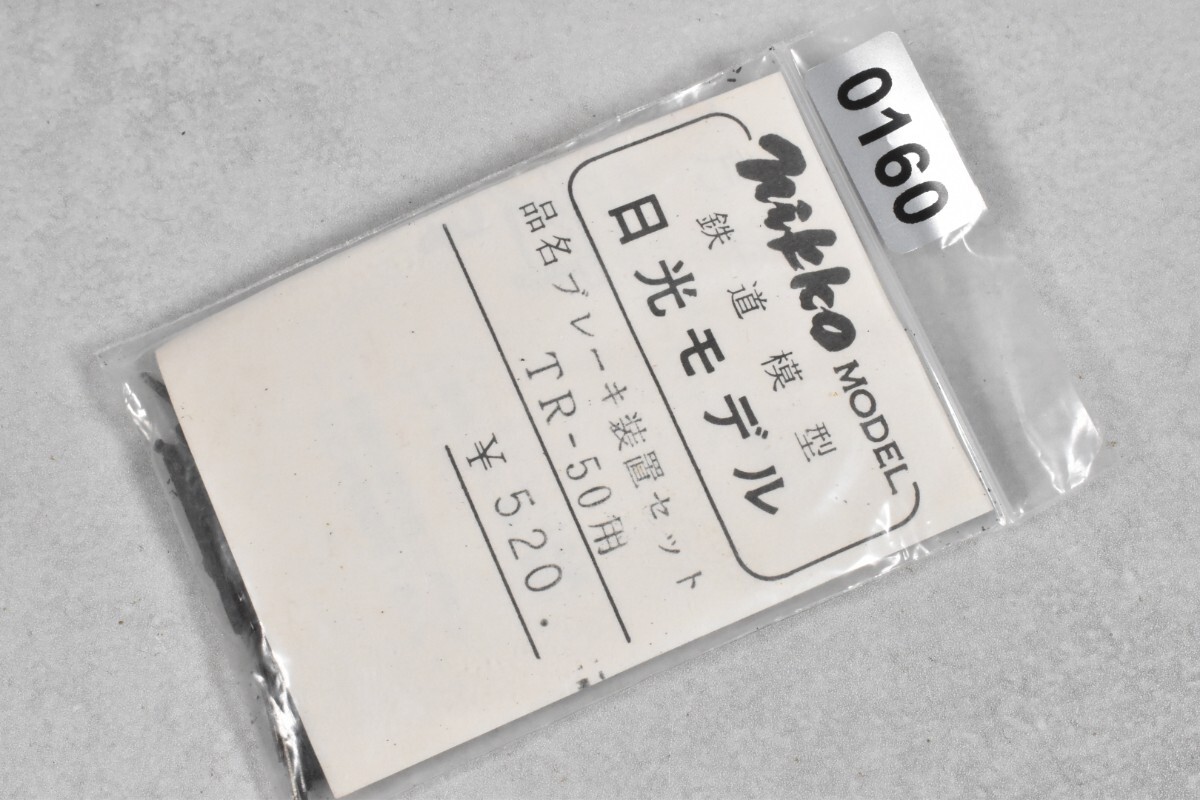 0160
nikko MODEL
鉄道模型
日光モデル
品名ブレーキ装置セット
TR-50用
¥520.